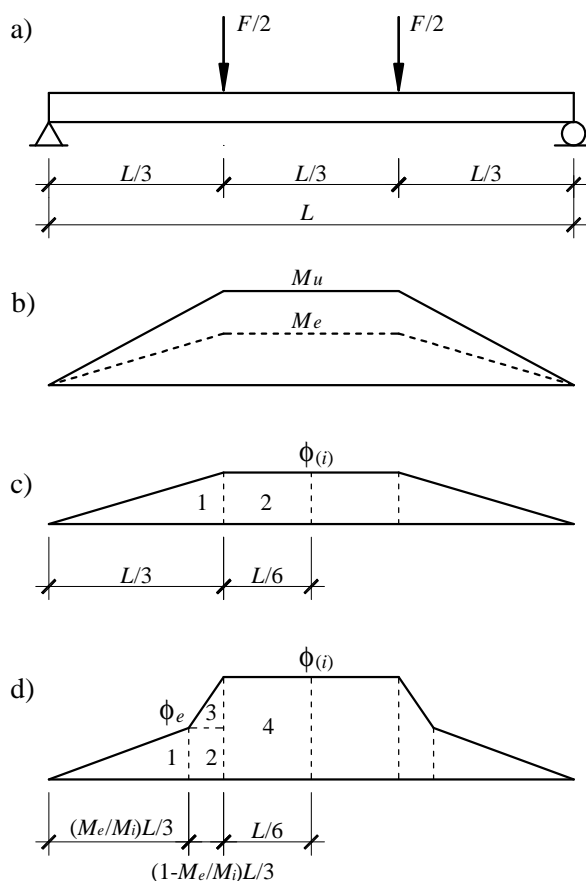 a)
F/2 F/2
L/3 L/3 L/3
L
b)
Mu
Me
c)
ϕ(i)
1 2
L/3 L/6
d)
ϕ(i)
ϕe
3
4
1 2
(Me/Mi)L/3 L/6
(1-Me/Mi)L/3